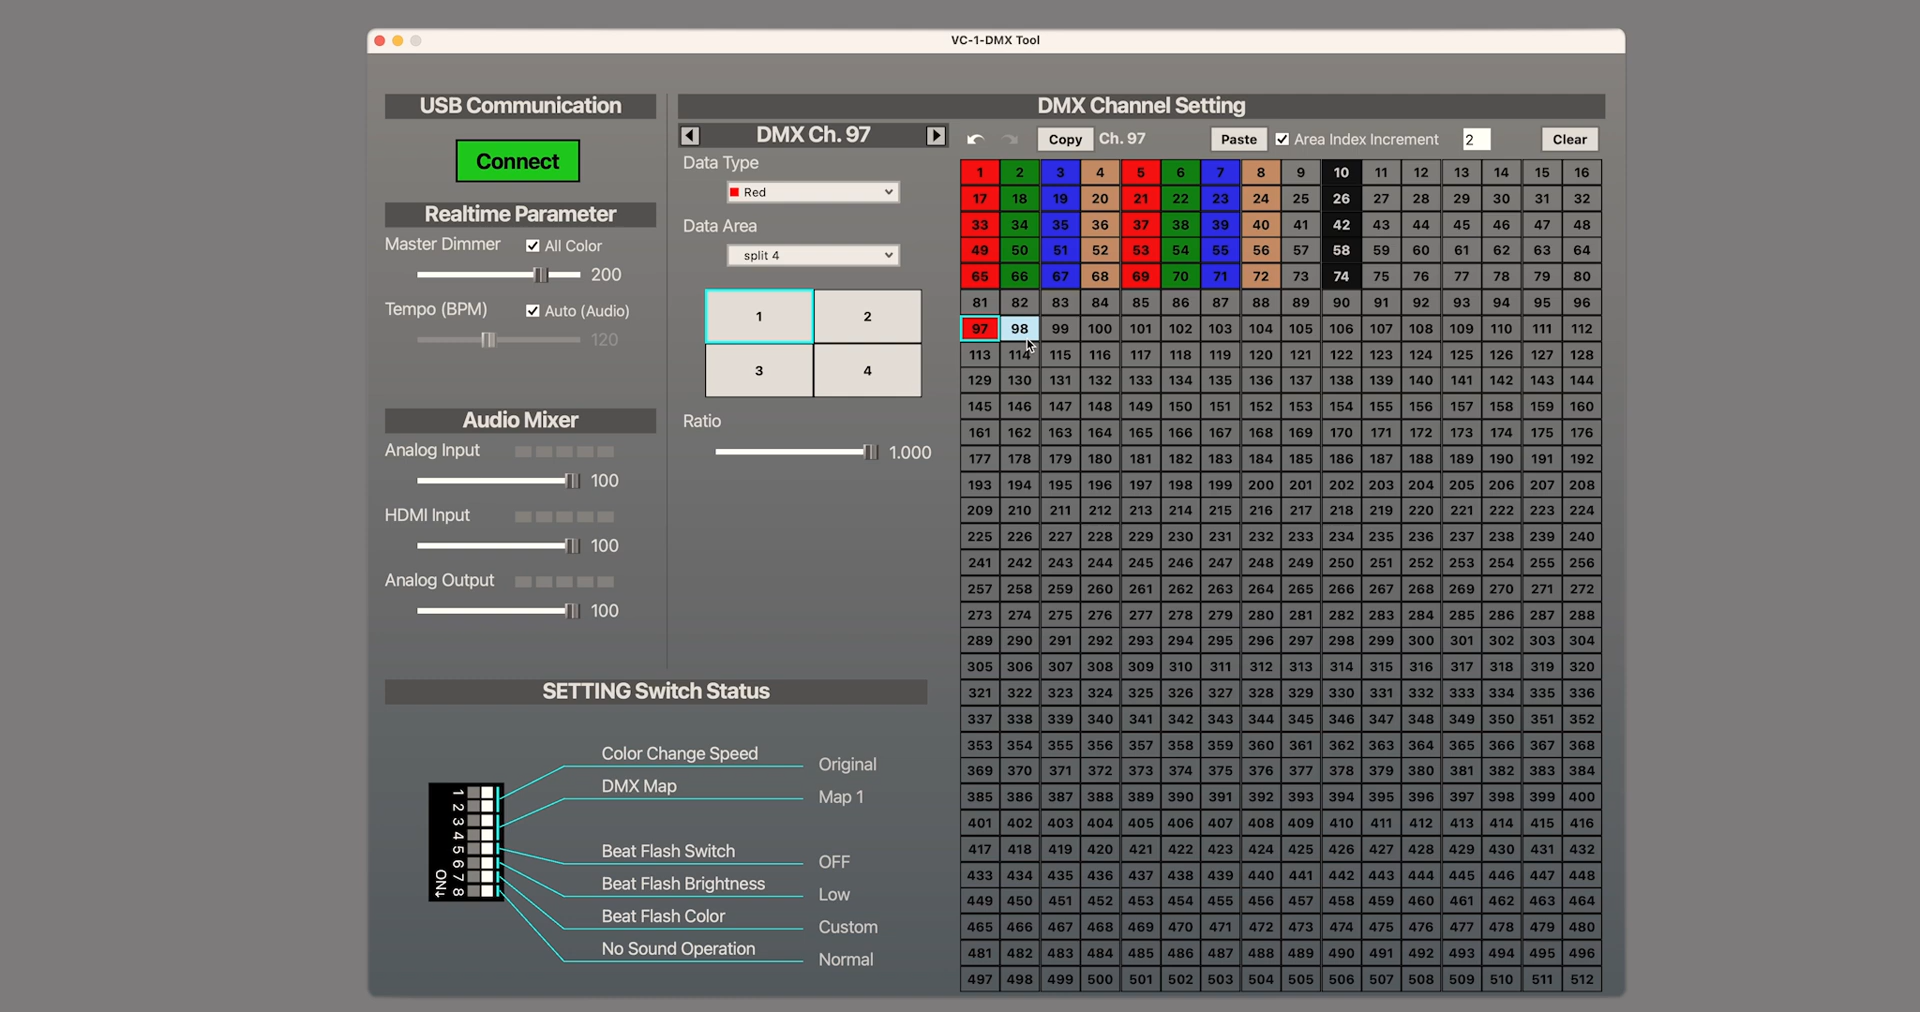 VC-1-DMX Tool
USB Communication
Connect
Realtime Parameter
Master Dimmer
All Color
200
Tempo (BPM)
Auto (Audio)
120
Audio Mixer
Analog Input
100
HDMI Input
100
Analog Output
100
DMX Channel Setting
DMX Ch. 97
Data Type
Red
Data Area
split 4
1 2
3 4
Ratio
1.000
Copy Ch. 97 Paste Area Index Increment 2 Clear
1 2 3 4 5 6 7 8 9 10 11 12 13 14 15 16
17 18 19 20 21 22 23 24 25 26 27 28 29 30 31 32
33 34 35 36 37 38 39 40 41 42 43 44 45 46 47 48
49 50 51 52 53 54 55 56 57 58 59 60 61 62 63 64
65 66 67 68 69 70 71 72 73 74 75 76 77 78 79 80
81 82 83 84 85 86 87 88 89 90 91 92 93 94 95 96
97 98 99 100 101 102 103 104 105 106 107 108 109 110 111 112
113 114 115 116 117 118 119 120 121 122 123 124 125 126 127 128
129 130 131 132 133 134 135 136 137 138 139 140 141 142 143 144
145 146 147 148 149 150 151 152 153 154 155 156 157 158 159 160
161 162 163 164 165 166 167 168 169 170 171 172 173 174 175 176
177 178 179 180 181 182 183 184 185 186 187 188 189 190 191 192
193 194 195 196 197 198 199 200 201 202 203 204 205 206 207 208
209 210 211 212 213 214 215 216 217 218 219 220 221 222 223 224
225 226 227 228 229 230 231 232 233 234 235 236 237 238 239 240
241 242 243 244 245 246 247 248 249 250 251 252 253 254 255 256
257 258 259 260 261 262 263 264 265 266 267 268 269 270 271 272
273 274 275 276 277 278 279 280 281 282 283 284 285 286 287 288
289 290 291 292 293 294 295 296 297 298 299 300 301 302 303 304
305 306 307 308 309 310 311 312 313 314 315 316 317 318 319 320
321 322 323 324 325 326 327 328 329 330 331 332 333 334 335 336
337 338 339 340 341 342 343 344 345 346 347 348 349 350 351 352
353 354 355 356 357 358 359 360 361 362 363 364 365 366 367 368
369 370 371 372 373 374 375 376 377 378 379 380 381 382 383 384
385 386 387 388 389 390 391 392 393 394 395 396 397 398 399 400
401 402 403 404 405 406 407 408 409 410 411 412 413 414 415 416
417 418 419 420 421 422 423 424 425 426 427 428 429 430 431 432
433 434 435 436 437 438 439 440 441 442 443 444 445 446 447 448
449 450 451 452 453 454 455 456 457 458 459 460 461 462 463 464
465 466 467 468 469 470 471 472 473 474 475 476 477 478 479 480
481 482 483 484 485 486 487 488 489 490 491 492 493 494 495 496
497 498 499 500 501 502 503 504 505 506 507 508 509 510 511 512
SETTING Switch Status
1 2 3 4 5 6 7 8
ON↓
Color Change Speed Original
DMX Map Map 1
Beat Flash Switch OFF
Beat Flash Brightness Low
Beat Flash Color Custom
No Sound Operation Normal